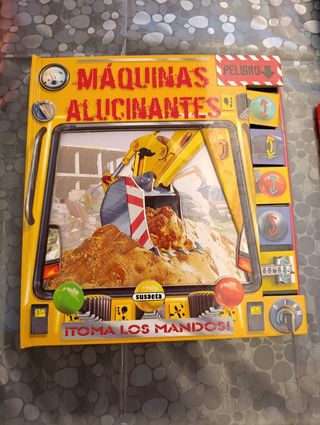 MÁQUINAS
ALUCINANTES
PELIGRO
susaeta
¡TOMA LOS MANDOS!